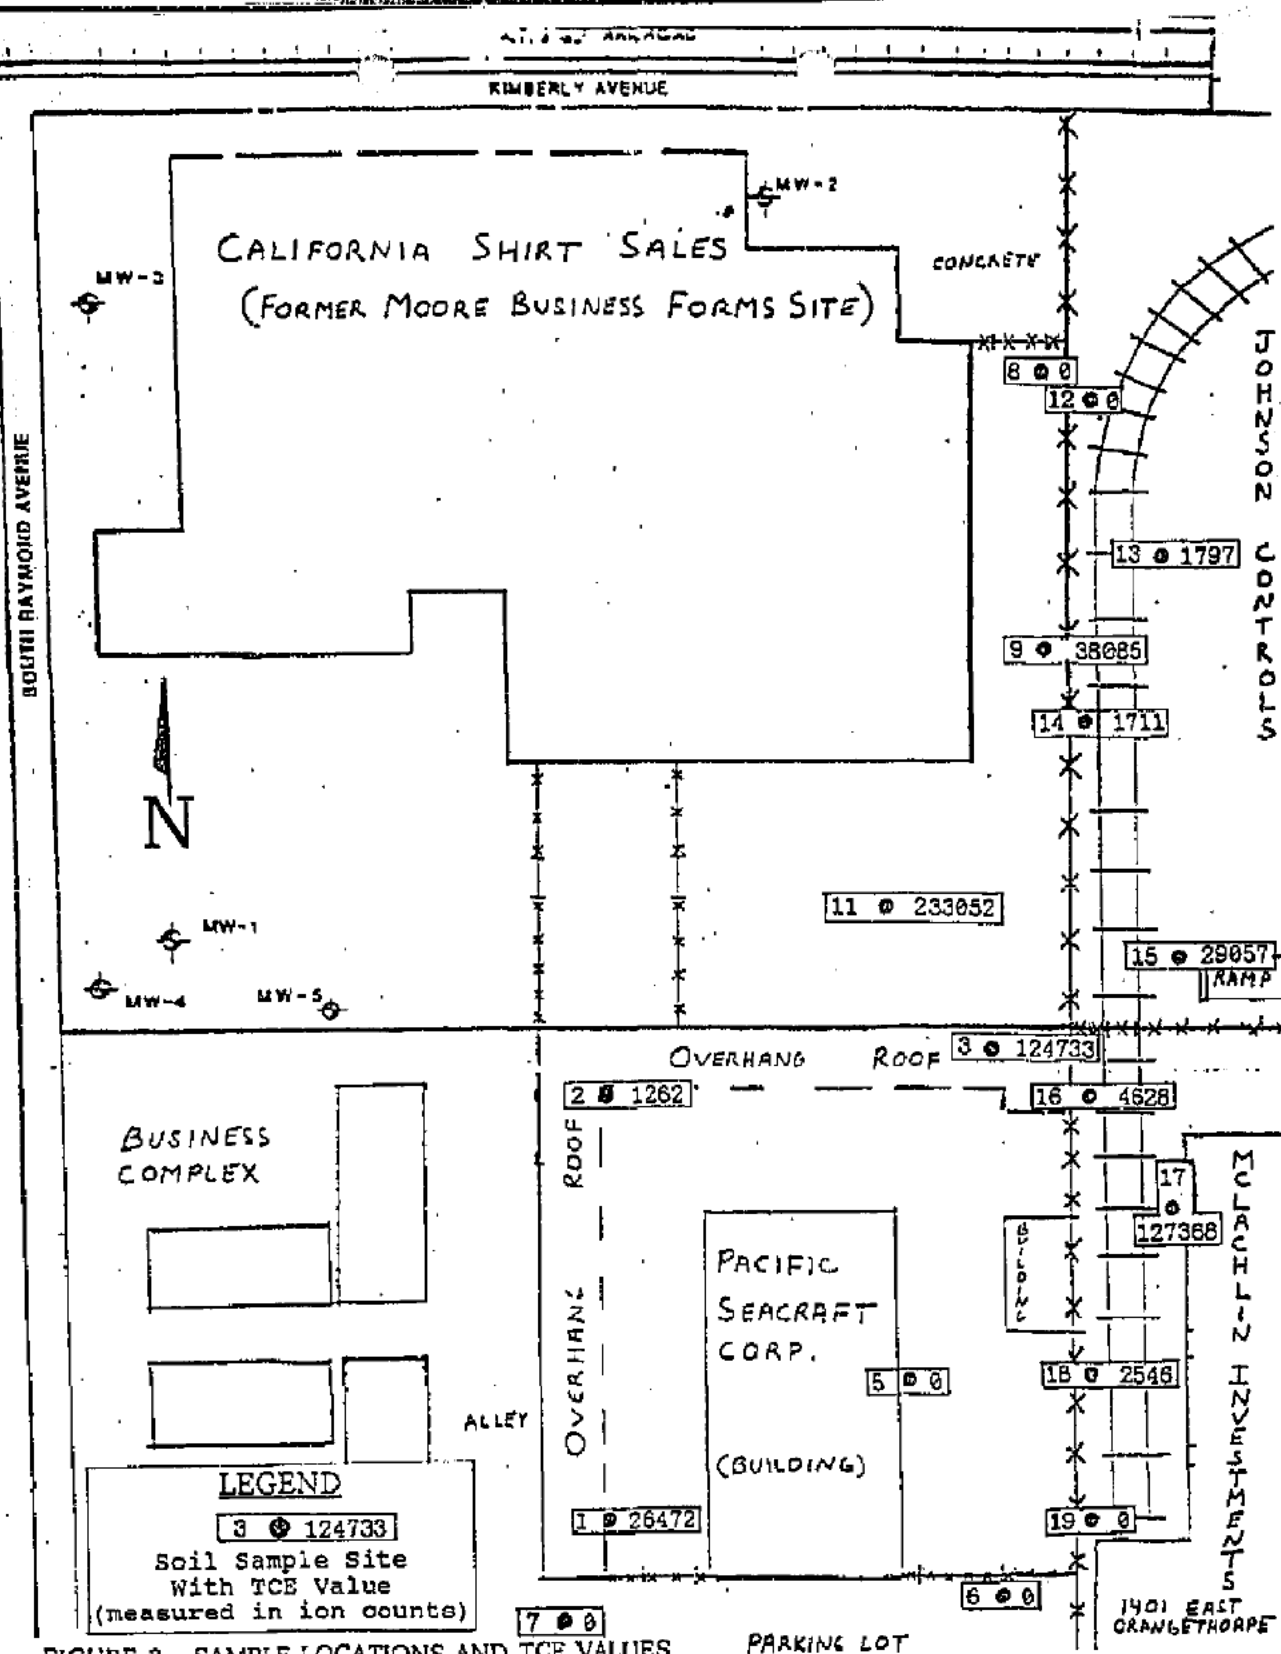 KIMBERLY AVENUE
MW-2
CALIFORNIA SHIRT SALES
(FORMER MOORE BUSINESS FORMS SITE)
CONCRETE
MW-3
8 0
12 0
JOHNSON CONTROLS
SOUTH RAYMOND AVENUE
13 1797
9 38085
14 1711
N
11 233052
MW-1
15 29057
RAMP
MW-4
MW-5
OVERHANG ROOF
3 124733
2 1262
16 4628
BUSINESS
COMPLEX
OVERHANG ROOF
17
127368
MCLACHLIN INVESTMENTS
BUILDING
PACIFIC
SEACRAFT
CORP.
5 0
18 2546
ALLEY
(BUILDING)
LEGEND
3 124733
Soil Sample Site
With TCE Value
(measured in ion counts)
1 26472
19 0
6 0
7 0
1401 EAST
ORANGETHORPE
PARKING LOT
SAMPLE LOCATIONS AND TCE VALUES